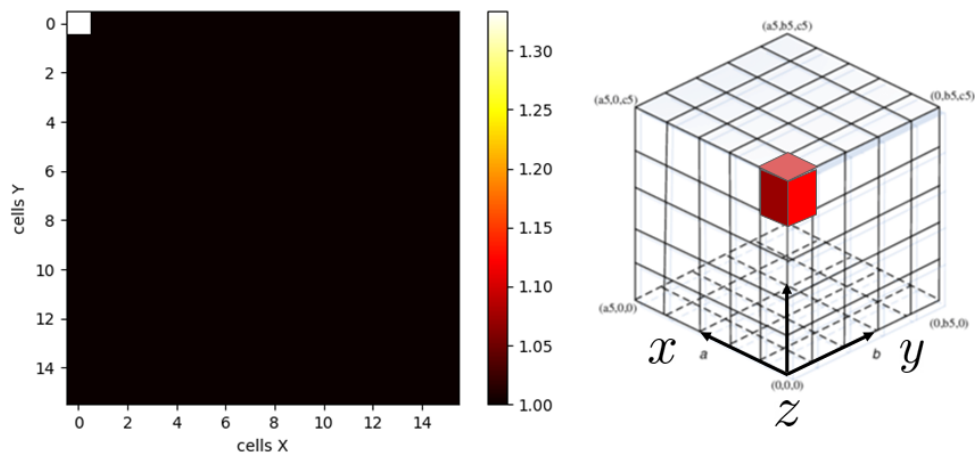 0
2
4
6
8
10
12
14
cells Y
0 2 4 6 8 10 12 14
cells X
1.30
1.25
1.20
1.15
1.10
1.05
1.00
(a5,b5,c5)
(a5,0,c5)
(0,b5,c5)
(a5,0,0)
(0,b5,0)
x a
b y
(0,0,0)
z